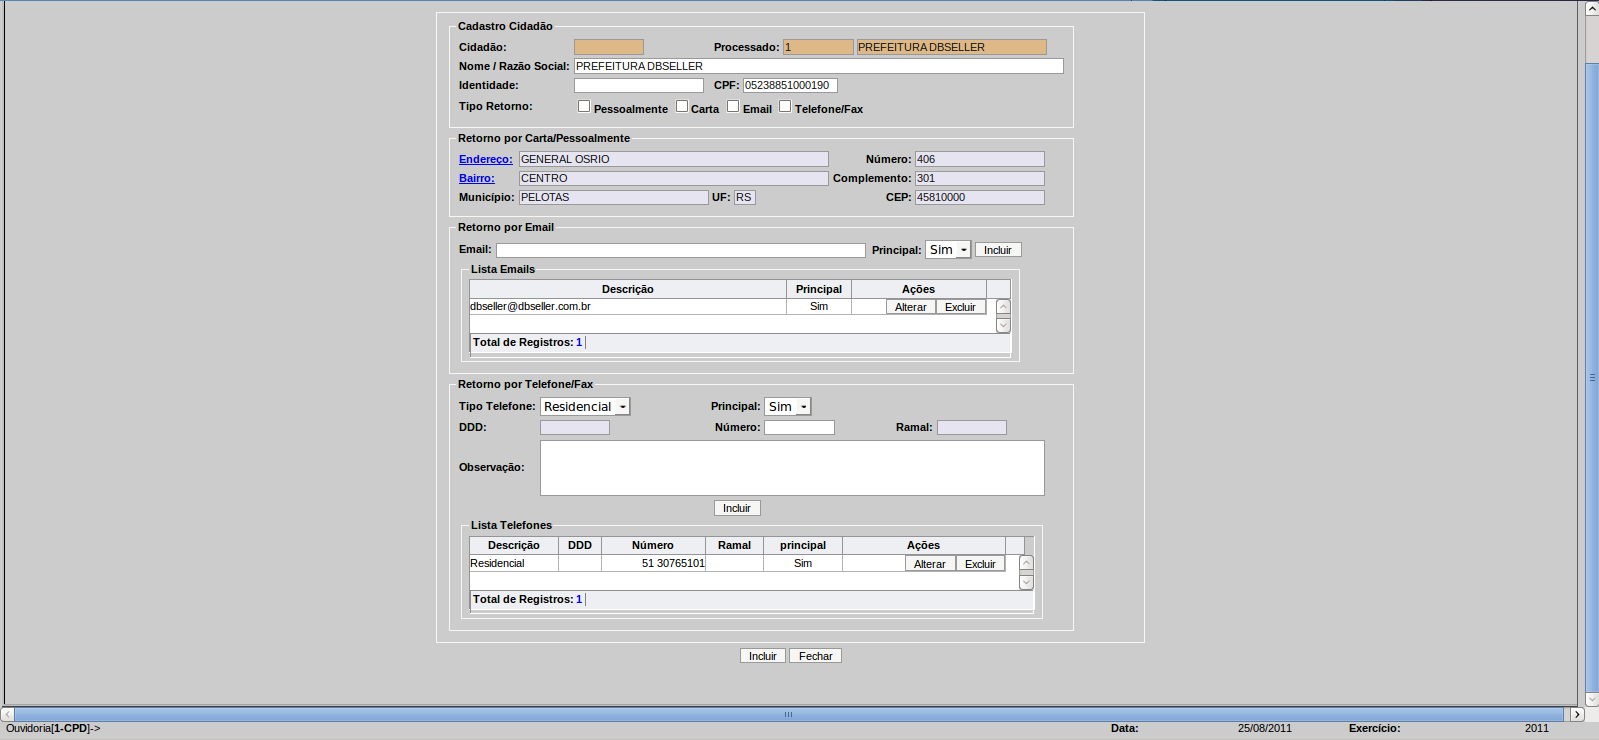 Cadastro Cidadão
Cidadão: Processado: 1 PREFEITURA DBSELLER
Nome / Razão Social: PREFEITURA DBSELLER
Identidade: CPF: 05238851000190
Tipo Retorno: Pessoalmente Carta Email Telefone/Fax
Retorno por Carta/Pessoalmente
Endereço: GENERAL OSRIO Número: 406
Bairro: CENTRO Complemento: 301
Município: PELOTAS UF: RS CEP: 45810000
Retorno por Email
Email: Principal: Sim Incluir
Lista Emails
Descrição Principal Ações
dbseller@dbseller.com.br Sim Alterar Excluir
Total de Registros: 1
Retorno por Telefone/Fax
Tipo Telefone: Residencial Principal: Sim
DDD: Número: Ramal:
Observação:
Incluir
Lista Telefones
Descrição DDD Número Ramal principal Ações
Residencial 51 30765101 Sim Alterar Excluir
Total de Registros: 1
Incluir Fechar
Ouvidoria[1-CPD]-> Data: 25/08/2011 Exercício: 2011